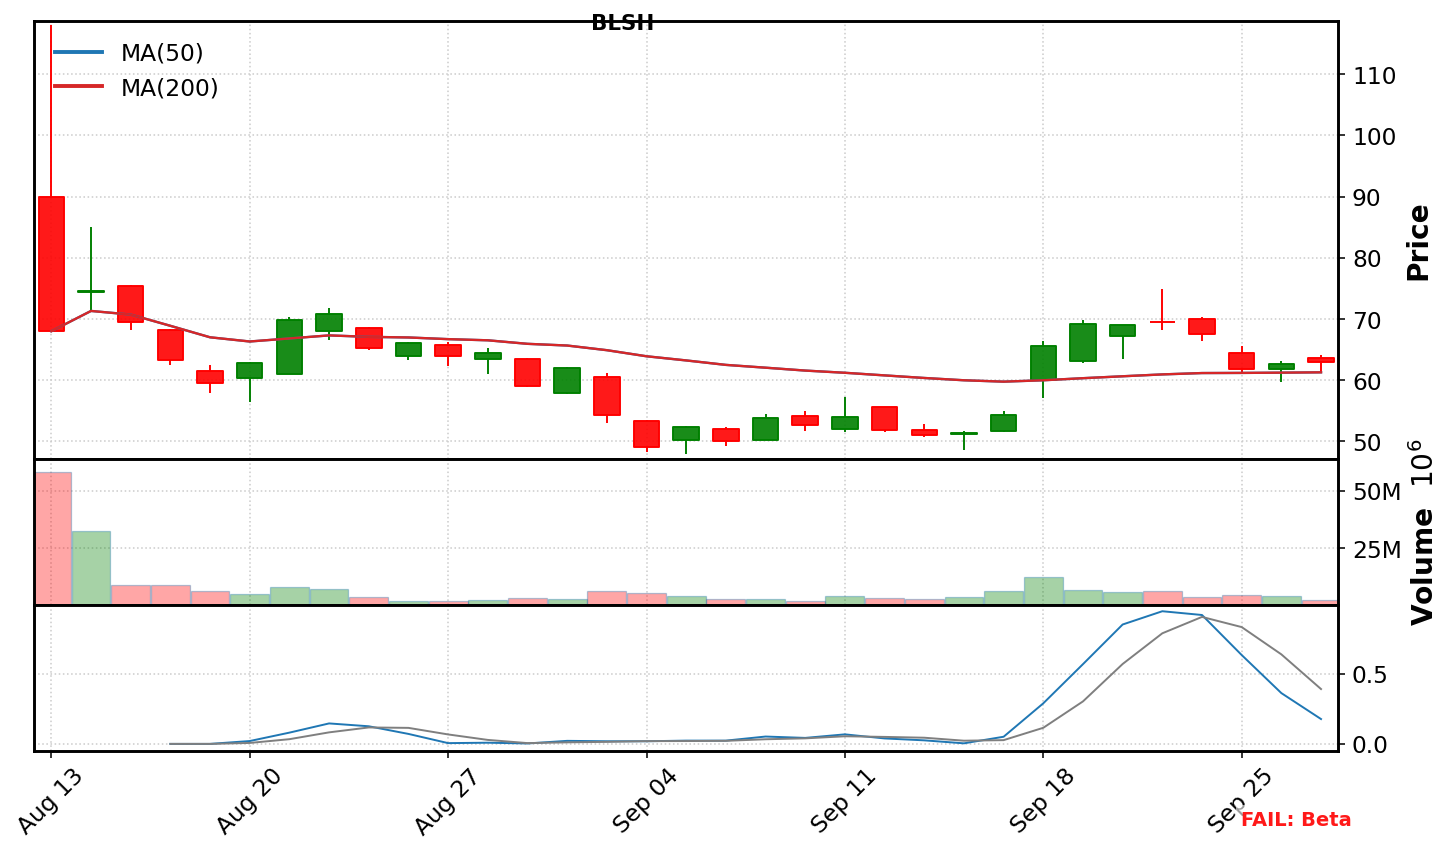 BLSH
MA(50)
MA(200)
110
100
90
80
70
60
50
Price
50M
25M
Volume 10^6
0.5
0.0
Aug 13
Aug 20
Aug 27
Sep 04
Sep 11
Sep 18
Sep 25
FAIL: Beta